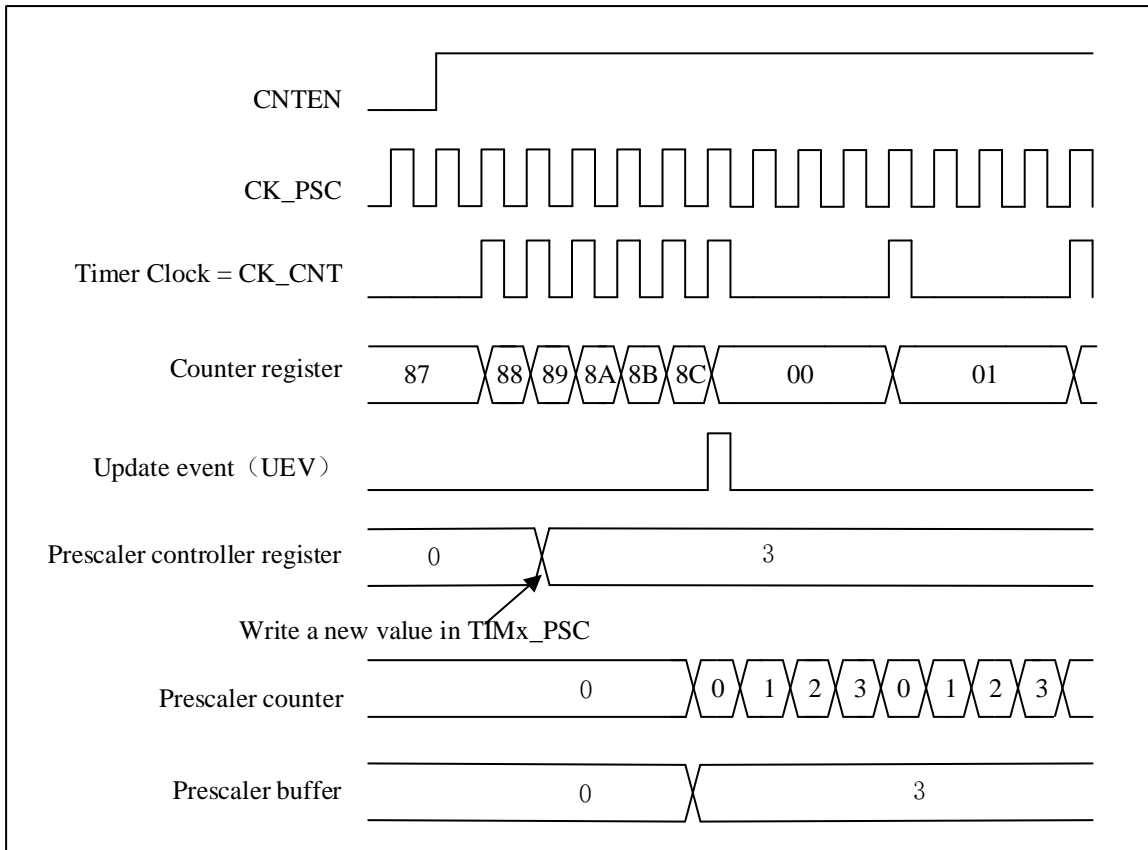 CNTEN
CK_PSC
Timer Clock = CK_CNT
Counter register
87 88 89 8A 8B 8C 00 01
Update event（UEV）
Prescaler controller register
0 3
Write a new value in TIMx_PSC
Prescaler counter
0 0 1 2 3 0 1 2 3
Prescaler buffer
0 3